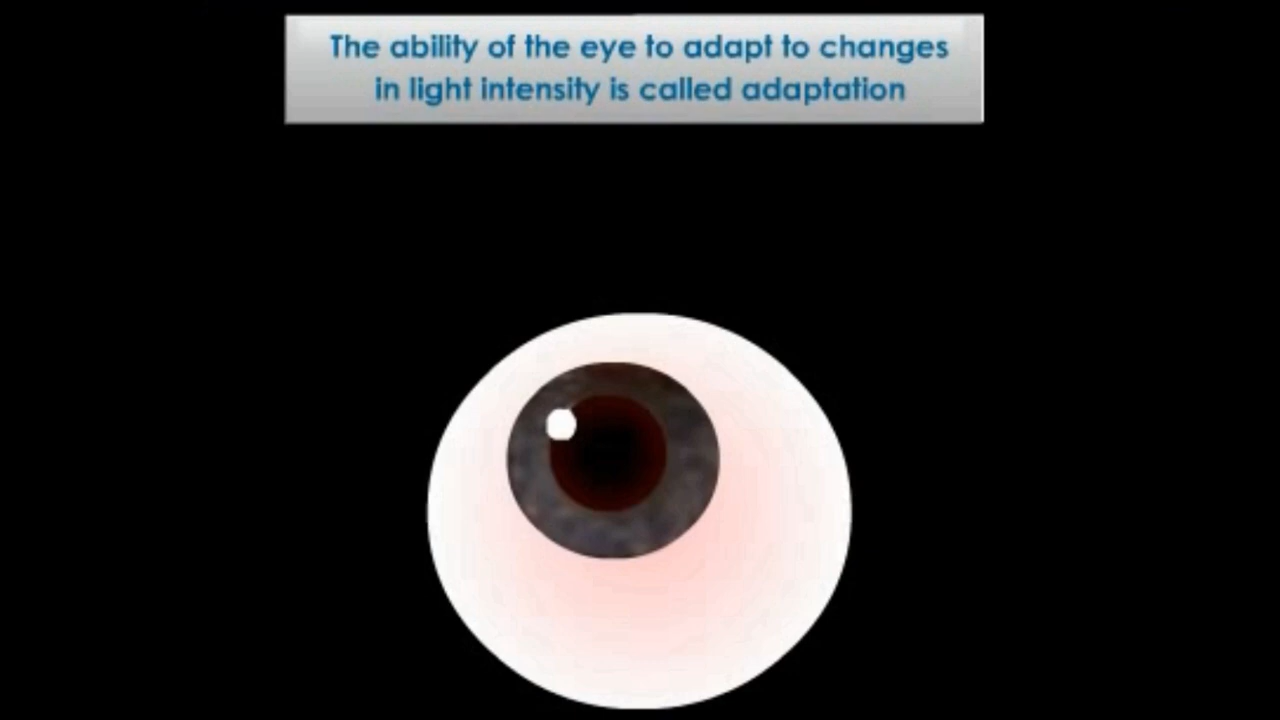 The ability of the eye to adapt to changes
in light intensity is called adaptation